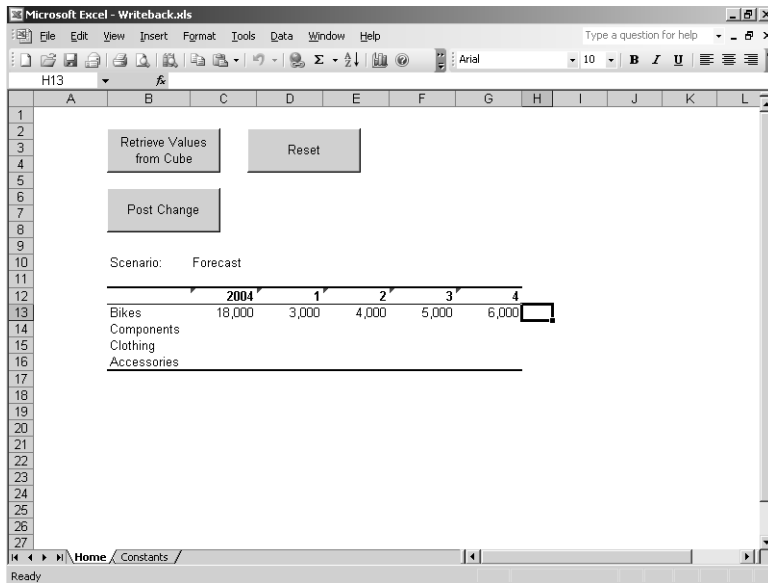 Microsoft Excel - Writeback.xls
File Edit View Insert Format Tools Data Window Help Type a question for help
Arial 10 B I U
H13 fx
A B C D E F G H I J K L
1
2
3
4
5
6
7
8
9
10
11
12
13
14
15
16
17
18
19
20
21
22
23
24
25
26
27
Retrieve Values
from Cube
Reset
Post Change
Scenario: Forecast
2004 1 2 3 4
Bikes 18,000 3,000 4,000 5,000 6,000
Components
Clothing
Accessories
Home Constants
Ready